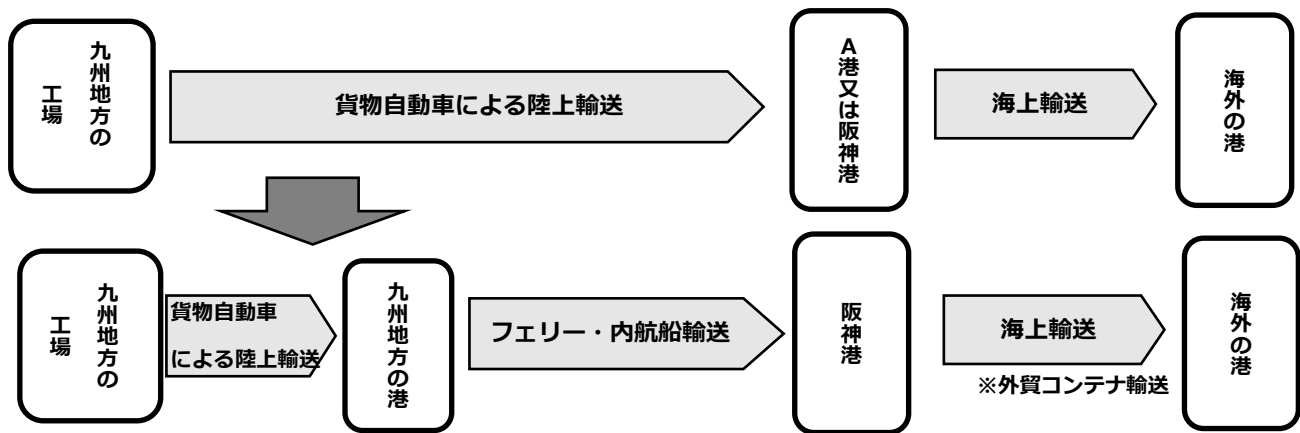 九州地方の
工場
貨物自動車による陸上輸送
A港又は阪神港
海上輸送
海外の港
九州地方の
工場
貨物自動車
による陸上輸送
九州地方の港
フェリー・内航船輸送
阪神港
海上輸送
※外貿コンテナ輸送
海外の港